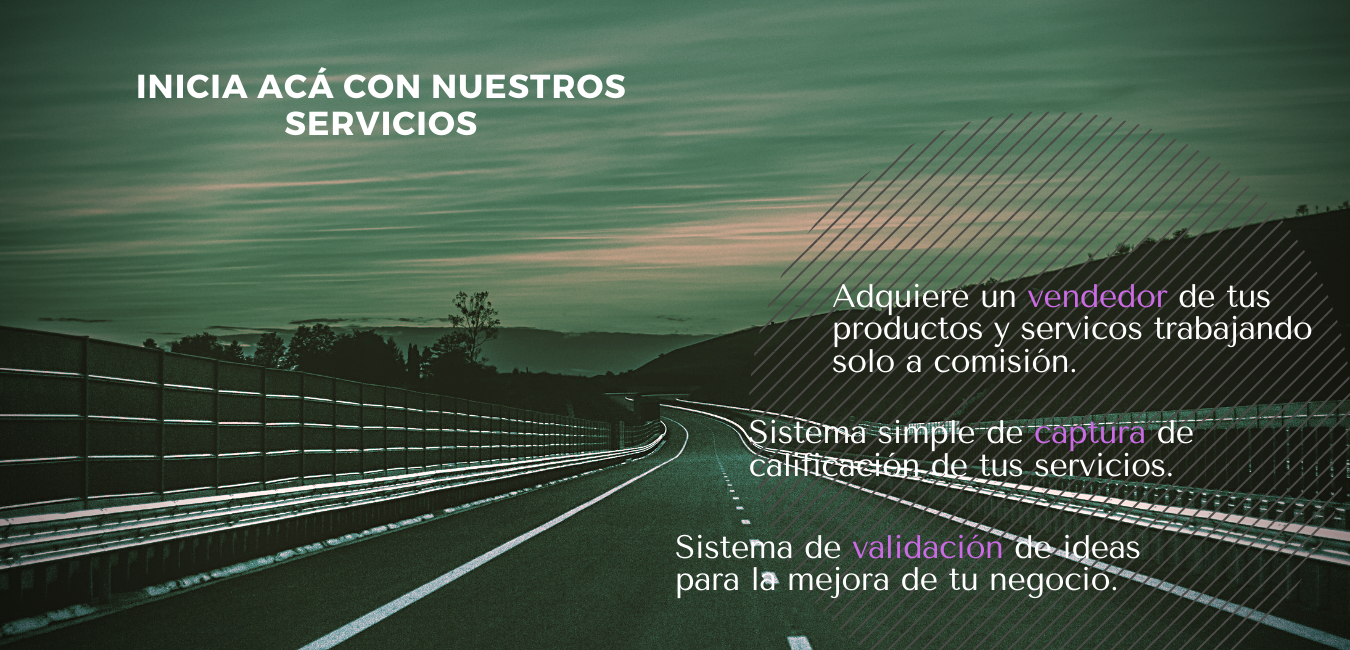 INICIA ACÁ CON NUESTROS
SERVICIOS
Adquiere un vendedor de tus
productos y servicos trabajando
solo a comisión.
Sistema simple de captura de
calificación de tus servicios.
Sistema de validación de ideas
para la mejora de tu negocio.